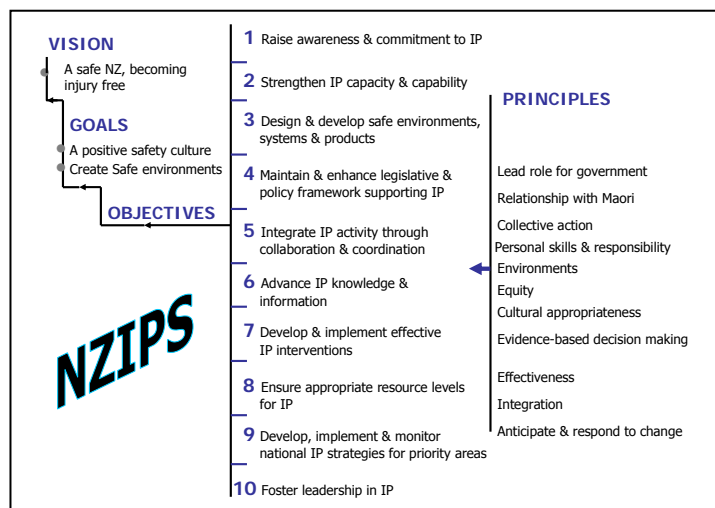 VISION
A safe NZ, becoming
injury free
GOALS
A positive safety culture
Create Safe environments
OBJECTIVES
NZIPS
1 Raise awareness & commitment to IP
2 Strengthen IP capacity & capability
3 Design & develop safe environments,
systems & products
4 Maintain & enhance legislative &
policy framework supporting IP
5 Integrate IP activity through
collaboration & coordination
6 Advance IP knowledge &
information
7 Develop & implement effective
IP interventions
8 Ensure appropriate resource levels
for IP
9 Develop, implement & monitor
national IP strategies for priority areas
10 Foster leadership in IP
PRINCIPLES
Lead role for government
Relationship with Maori
Collective action
Personal skills & responsibility
Environments
Equity
Cultural appropriateness
Evidence-based decision making
Effectiveness
Integration
Anticipate & respond to change